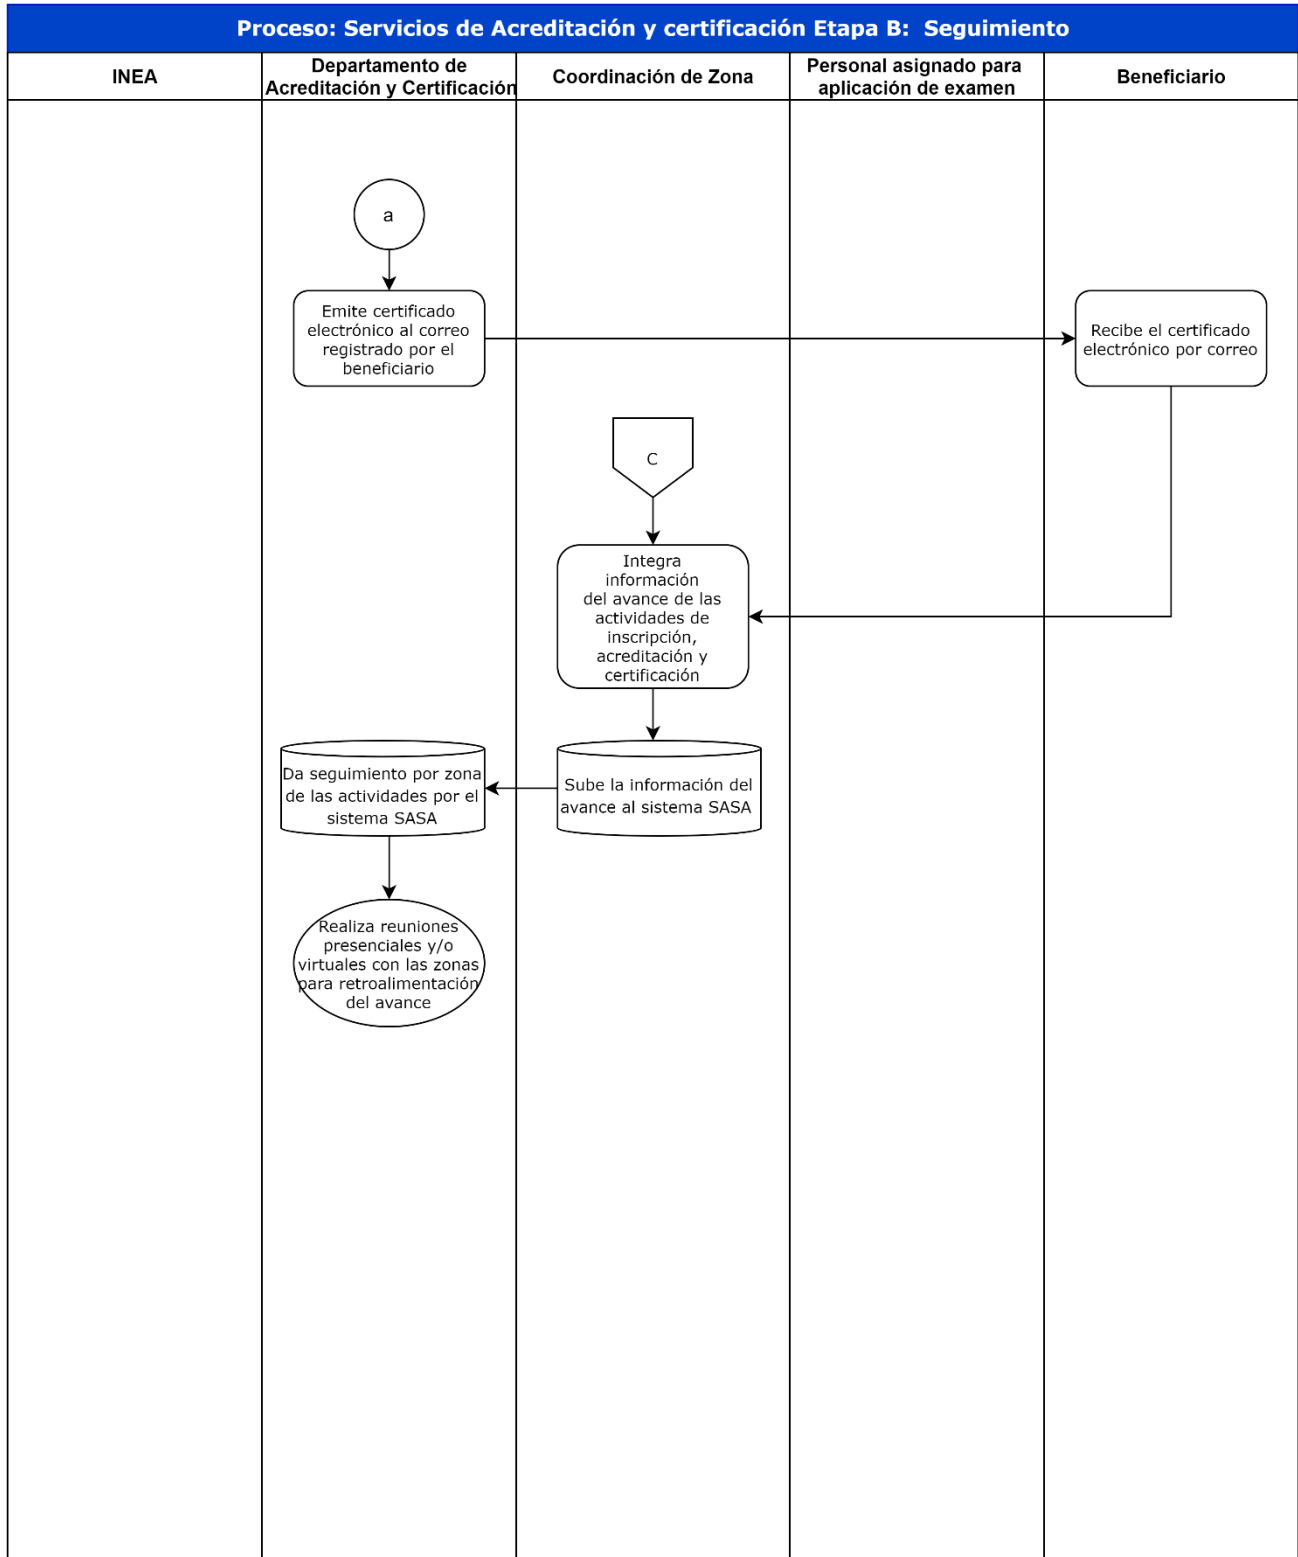 Proceso: Servicios de Acreditación y certificación Etapa B:  Seguimiento
INEA
Departamento de
Acreditación y Certificación
Coordinación de Zona
Personal asignado para
aplicación de examen
Beneficiario
a
Emite certificado
electrónico al correo
registrado por el
beneficiario
Recibe el certificado
electrónico por correo
C
Integra
información
del avance de las
actividades de
inscripción,
acreditación y
certificación
Da seguimiento por zona
de las actividades por el
sistema SASA
Sube la información del
avance al sistema SASA
Realiza reuniones
presenciales y/o
virtuales con las zonas
para retroalimentación
del avance